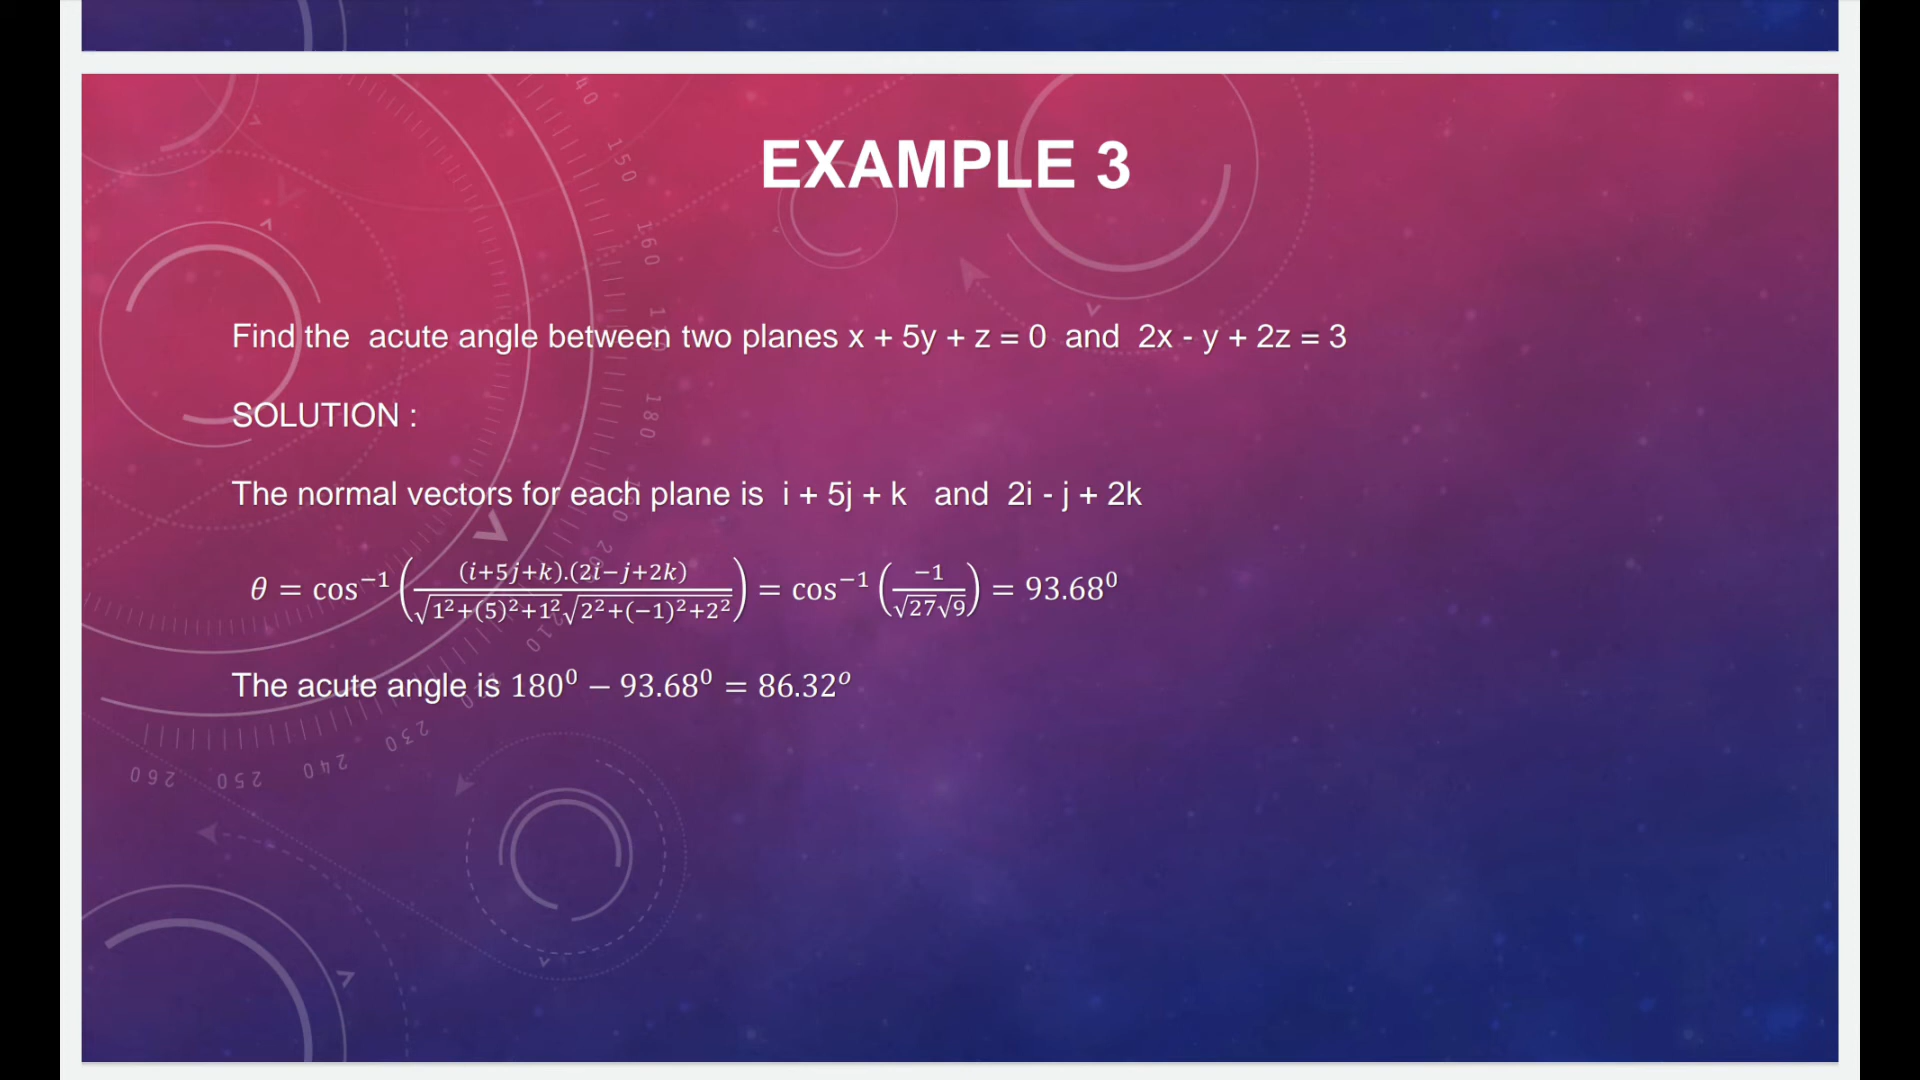 EXAMPLE 3
Find the acute angle between two planes x + 5y + z = 0 and 2x - y + 2z = 3
SOLUTION :
The normal vectors for each plane is i + 5j + k and 2i - j + 2k
θ = cos⁻¹ ( (i+5j+k).(2i−j+2k) / √(1²+(5)²+1²) √(2²+(−1)²+2²) ) = cos⁻¹ ( −1 / √27√9 ) = 93.68⁰
The acute angle is 180⁰ − 93.68⁰ = 86.32ᵒ